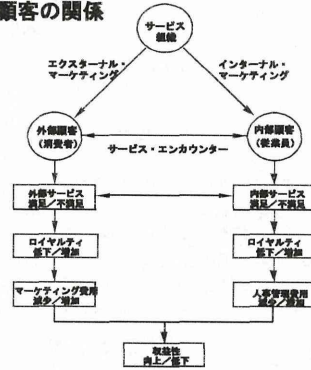 顧客の関係
サービス
組織
エクスターナル・
マーケティング
インターナル・
マーケティング
外部顧客
(消費者)
内部顧客
(従業員)
サービス・エンカウンター
外部サービス
満足/不満足
内部サービス
満足/不満足
ロイヤルティ
低下/増加
ロイヤルティ
低下/増加
マーケティング費用
減少/増加
人事管理費用
減少/増加
収益性
向上/低下